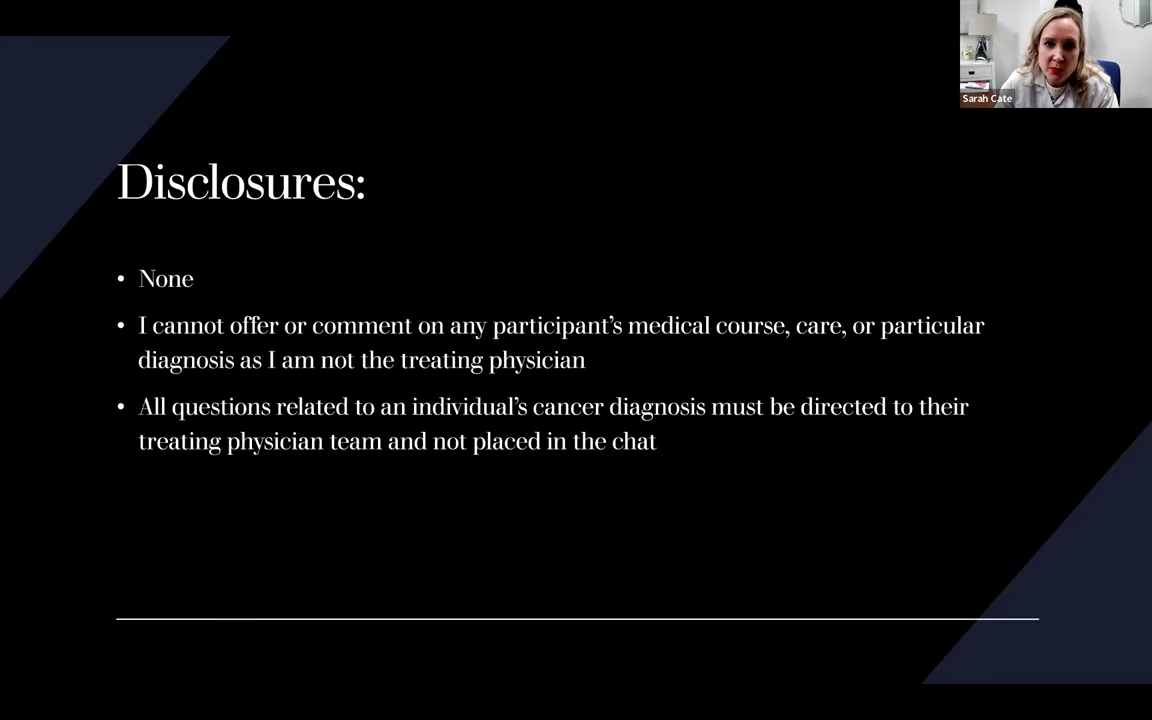 Sarah Cate
Disclosures:
• None
• I cannot offer or comment on any participant’s medical course, care, or particular
diagnosis as I am not the treating physician
• All questions related to an individual’s cancer diagnosis must be directed to their
treating physician team and not placed in the chat